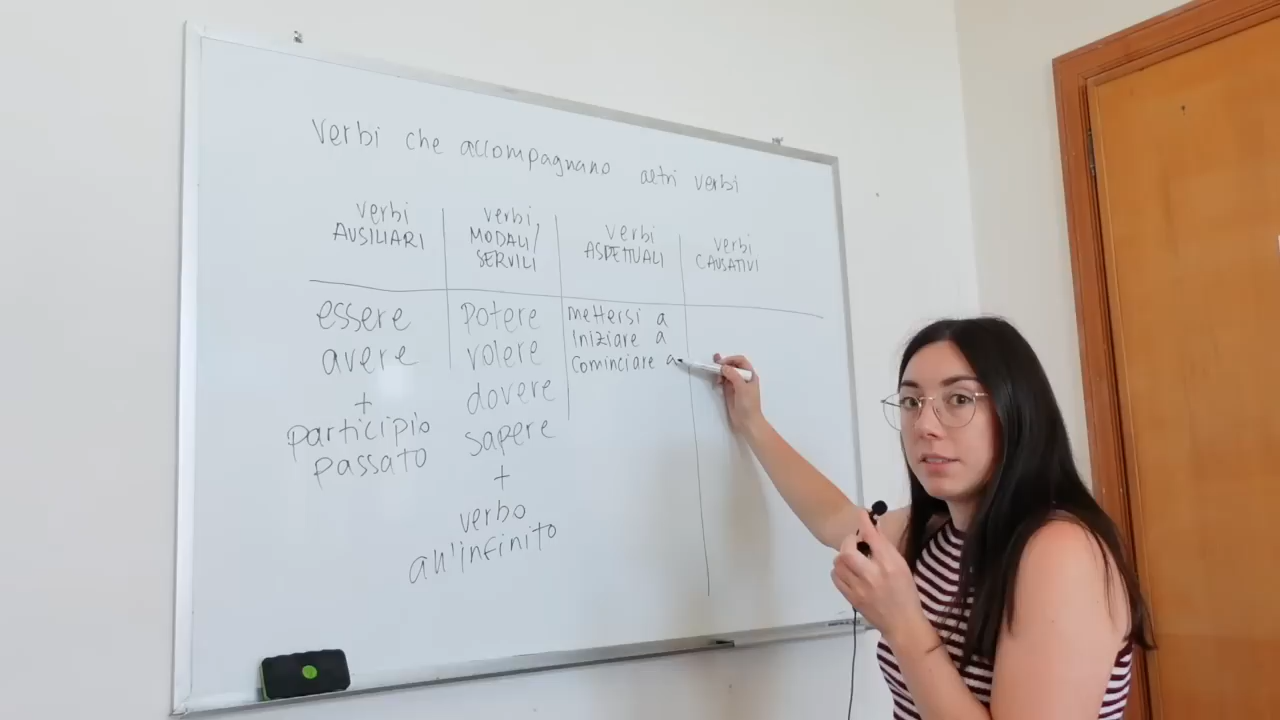 verbi che accompagnano altri verbi
verbi
AUSILIARI
verbi
MODALI/
SERVILI
verbi
ASPETTUALI
verbi
CAUSATIVI
essere
avere
+
participio
passato
potere
volere
dovere
sapere
+
verbo
all'infinito
mettersi a
iniziare a
cominciare a